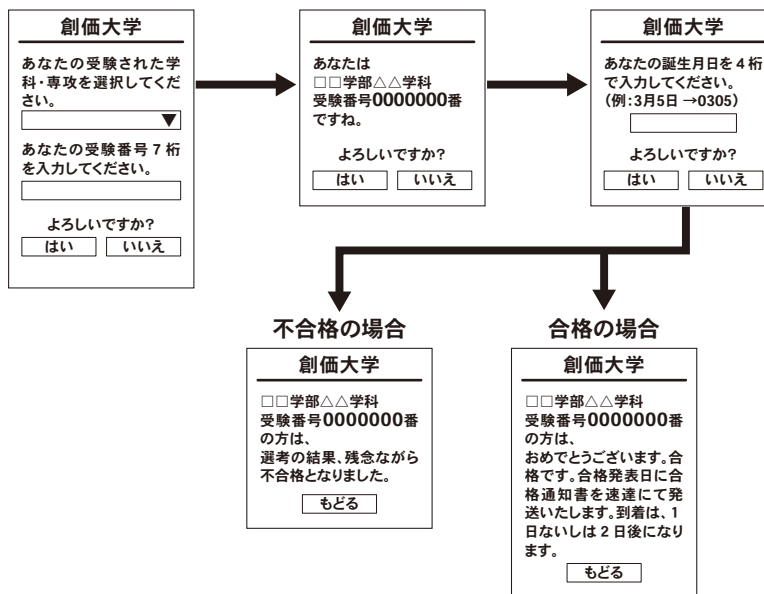 創価大学
あなたの受験された学
科・専攻を選択してくだ
さい。
▼
あなたの受験番号7桁
を入力してください。
よろしいですか?
はい いいえ
創価大学
あなたは
□□学部△△学科
受験番号0000000番
ですね。
よろしいですか?
はい いいえ
創価大学
あなたの誕生月日を4桁
で入力してください。
(例:3月5日 →0305)
よろしいですか?
はい いいえ
不合格の場合
創価大学
□□学部△△学科
受験番号0000000番
の方は、
選考の結果、残念ながら
不合格となりました。
もどる
合格の場合
創価大学
□□学部△△学科
受験番号0000000番
の方は、
おめでとうございます。合
格です。合格発表日に合
格通知書を速達にて発
送いたします。到着は、1
日ないしは2日後になり
ます。
もどる